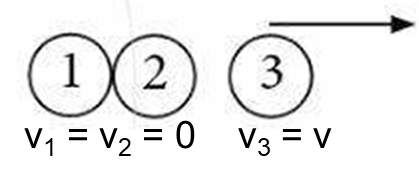 1 2 3
v₁ = v₂ = 0 v₃ = v